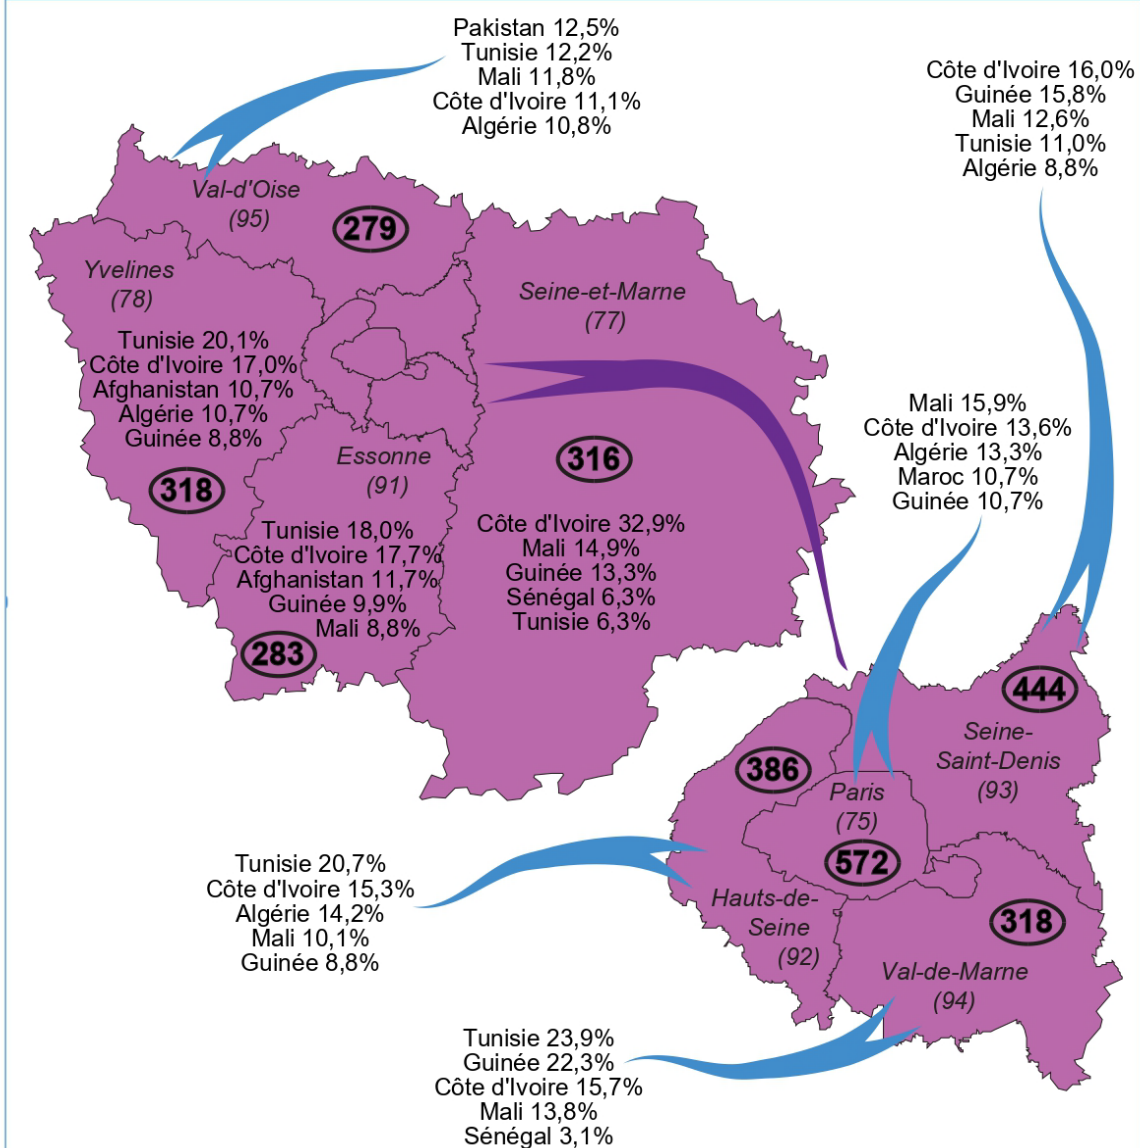 Pakistan 12,5%
Tunisie 12,2%
Mali 11,8%
Côte d'Ivoire 11,1%
Algérie 10,8%
Côte d'Ivoire 16,0%
Guinée 15,8%
Mali 12,6%
Tunisie 11,0%
Algérie 8,8%
Val-d'Oise
(95)
279
Yvelines
(78)
Tunisie 20,1%
Côte d'Ivoire 17,0%
Afghanistan 10,7%
Algérie 10,7%
Guinée 8,8%
318
Seine-et-Marne
(77)
316
Côte d'Ivoire 32,9%
Mali 14,9%
Guinée 13,3%
Sénégal 6,3%
Tunisie 6,3%
Essonne
(91)
Tunisie 18,0%
Côte d'Ivoire 17,7%
Afghanistan 11,7%
Guinée 9,9%
Mali 8,8%
283
Mali 15,9%
Côte d'Ivoire 13,6%
Algérie 13,3%
Maroc 10,7%
Guinée 10,7%
444
Seine-
Saint-Denis
(93)
386
Paris
(75)
572
Hauts-de-
Seine
(92)
318
Val-de-Marne
(94)
Tunisie 20,7%
Côte d'Ivoire 15,3%
Algérie 14,2%
Mali 10,1%
Guinée 8,8%
Tunisie 23,9%
Guinée 22,3%
Côte d'Ivoire 15,7%
Mali 13,8%
Sénégal 3,1%